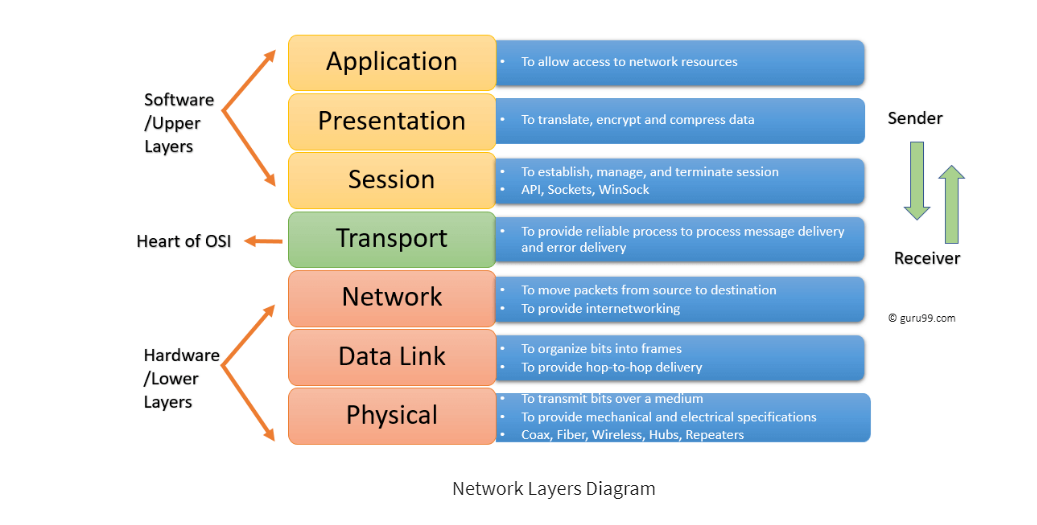 Application
To allow access to network resources
Software
/Upper
Layers
Presentation
To translate, encrypt and compress data
Sender
Session
To establish, manage, and terminate session
API, Sockets, WinSock
Heart of OSI
Transport
To provide reliable process to process message delivery
and error delivery
Receiver
Network
To move packets from source to destination
To provide internetworking
© guru99.com
Hardware
/Lower
Layers
Data Link
To organize bits into frames
To provide hop-to-hop delivery
Physical
To transmit bits over a medium
To provide mechanical and electrical specifications
Coax, Fiber, Wireless, Hubs, Repeaters
Network Layers Diagram